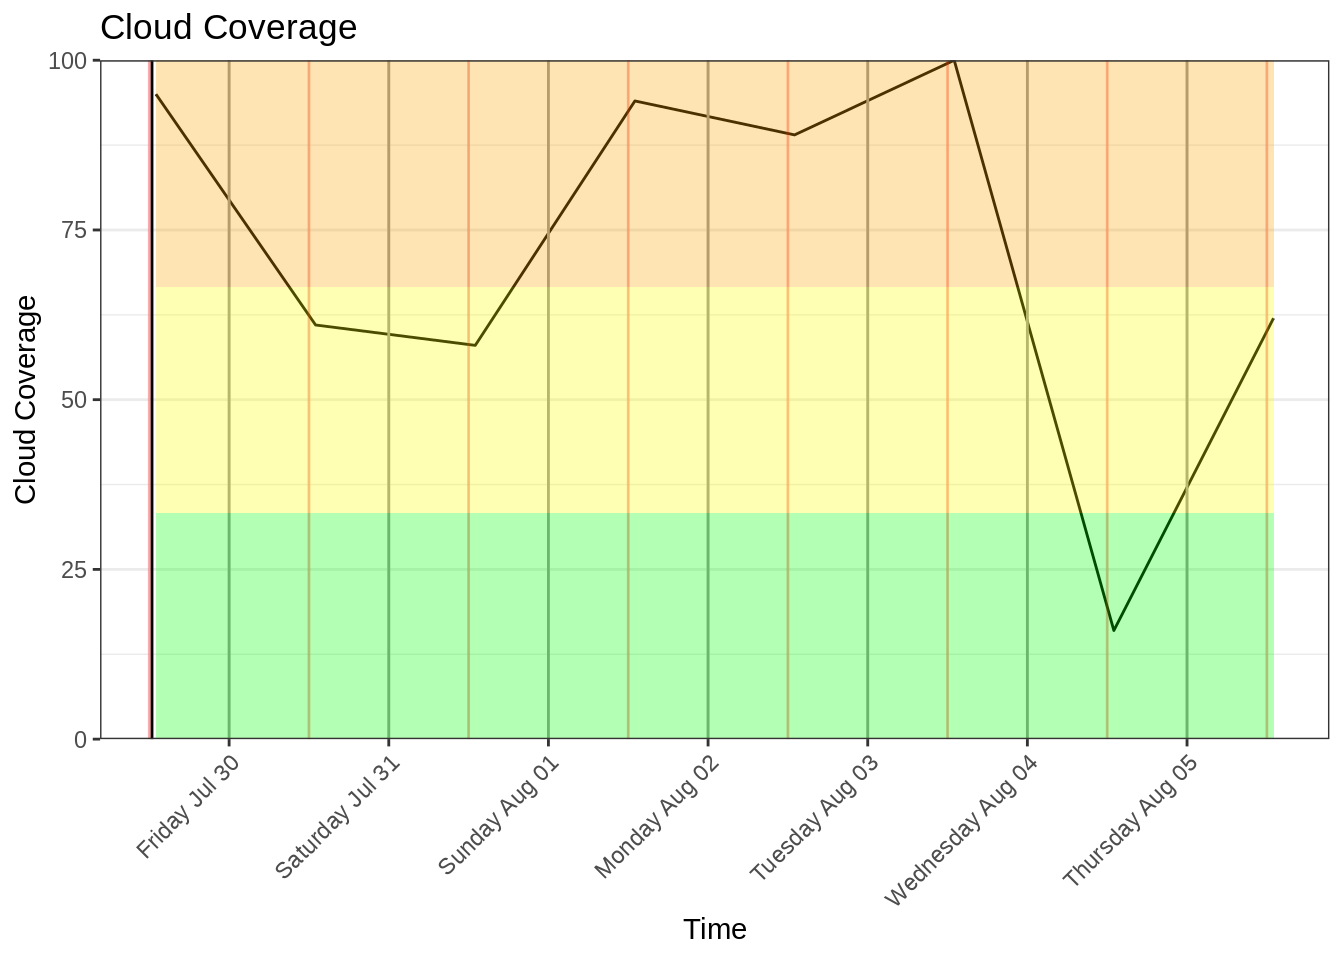 Cloud Coverage
100
75
50
25
0
Cloud Coverage
Friday Jul 30
Saturday Jul 31
Sunday Aug 01
Monday Aug 02
Tuesday Aug 03
Wednesday Aug 04
Thursday Aug 05
Time